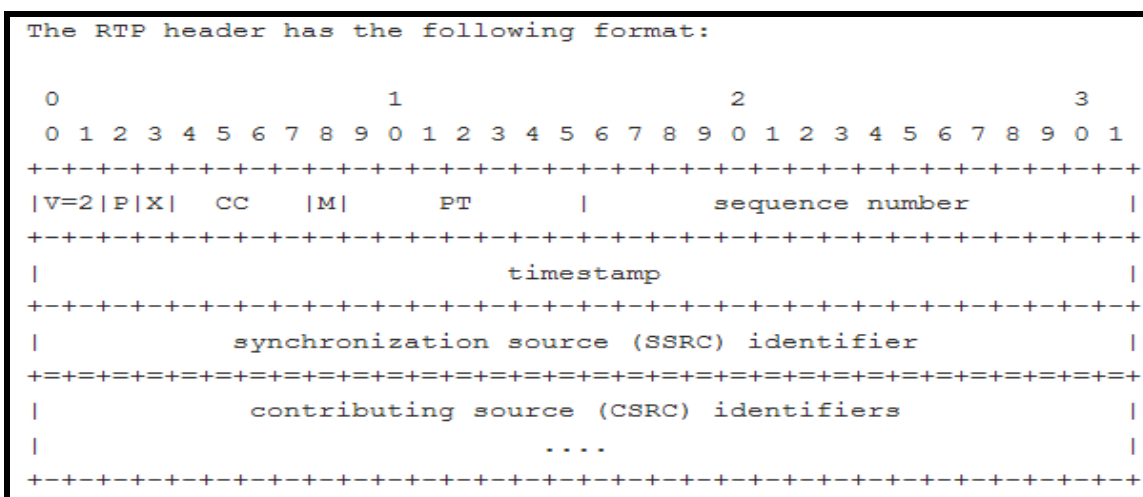 The RTP header has the following format:
0                   1                   2                   3
0 1 2 3 4 5 6 7 8 9 0 1 2 3 4 5 6 7 8 9 0 1 2 3 4 5 6 7 8 9 0 1
+-+-+-+-+-+-+-+-+-+-+-+-+-+-+-+-+-+-+-+-+-+-+-+-+-+-+-+-+-+-+-+-+
|V=2|P|X|  CC   |M|     PT      |       sequence number         |
+-+-+-+-+-+-+-+-+-+-+-+-+-+-+-+-+-+-+-+-+-+-+-+-+-+-+-+-+-+-+-+-+
|                           timestamp                           |
+-+-+-+-+-+-+-+-+-+-+-+-+-+-+-+-+-+-+-+-+-+-+-+-+-+-+-+-+-+-+-+-+
|           synchronization source (SSRC) identifier            |
+=+=+=+=+=+=+=+=+=+=+=+=+=+=+=+=+=+=+=+=+=+=+=+=+=+=+=+=+=+=+=+=+
|            contributing source (CSRC) identifiers             |
|                             ....                              |
+-+-+-+-+-+-+-+-+-+-+-+-+-+-+-+-+-+-+-+-+-+-+-+-+-+-+-+-+-+-+-+-+